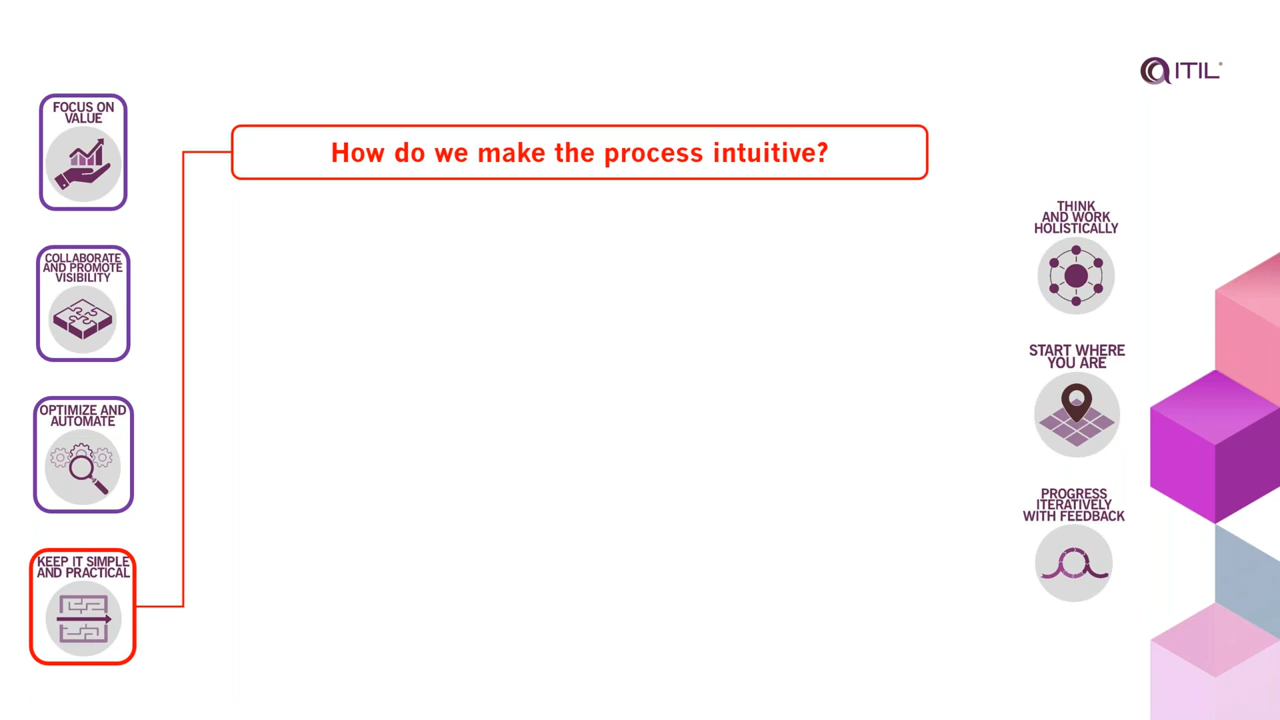 ITIL
FOCUS ON
VALUE
How do we make the process intuitive?
COLLABORATE
AND PROMOTE
VISIBILITY
OPTIMIZE AND
AUTOMATE
KEEP IT SIMPLE
AND PRACTICAL
THINK
AND WORK
HOLISTICALLY
START WHERE
YOU ARE
PROGRESS
ITERATIVELY
WITH FEEDBACK